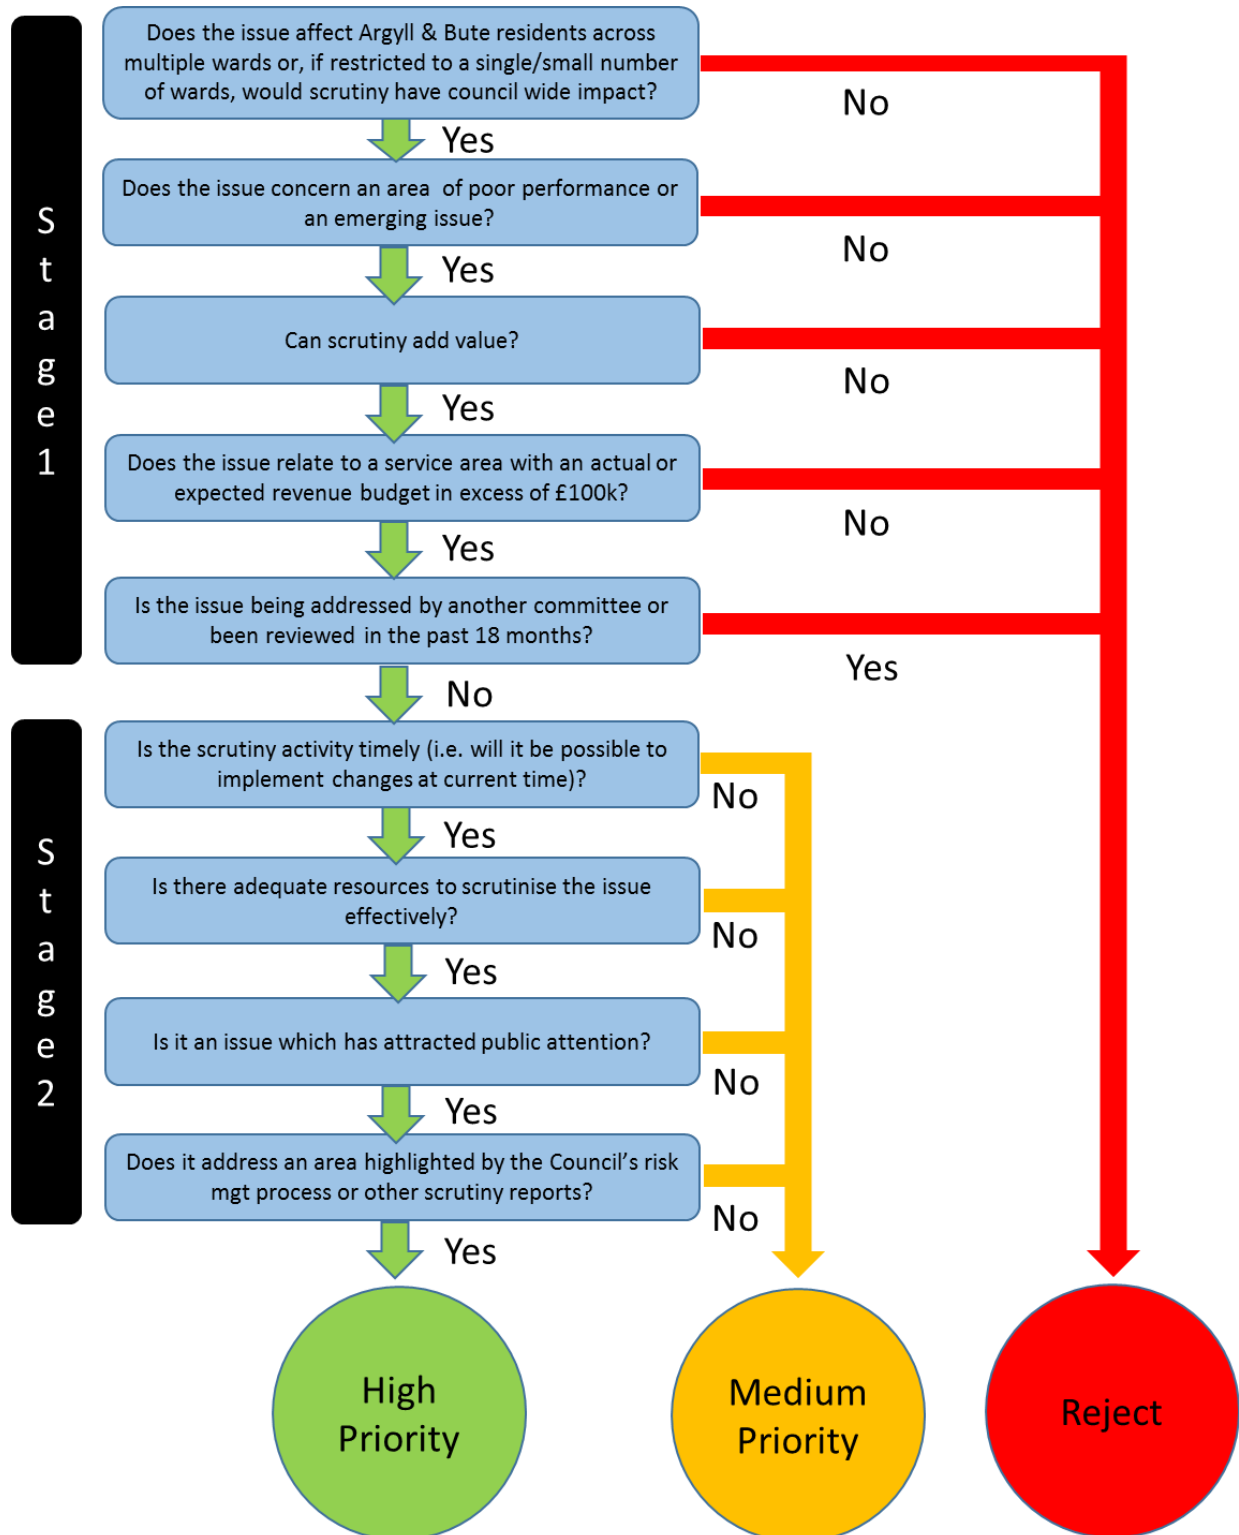 Stage1
Does the issue affect Argyll & Bute residents across
multiple wards or, if restricted to a single/small number
of wards, would scrutiny have council wide impact?
No
Yes
Does the issue concern an area of poor performance or
an emerging issue?
No
Yes
Can scrutiny add value?
No
Yes
Does the issue relate to a service area with an actual or
expected revenue budget in excess of £100k?
No
Yes
Is the issue being addressed by another committee or
been reviewed in the past 18 months?
Yes
No
Stage2
Is the scrutiny activity timely (i.e. will it be possible to
implement changes at current time)?
No
Yes
Is there adequate resources to scrutinise the issue
effectively?
No
Yes
Is it an issue which has attracted public attention?
No
Yes
Does it address an area highlighted by the Council's risk
mgt process or other scrutiny reports?
No
Yes
High
Priority
Medium
Priority
Reject